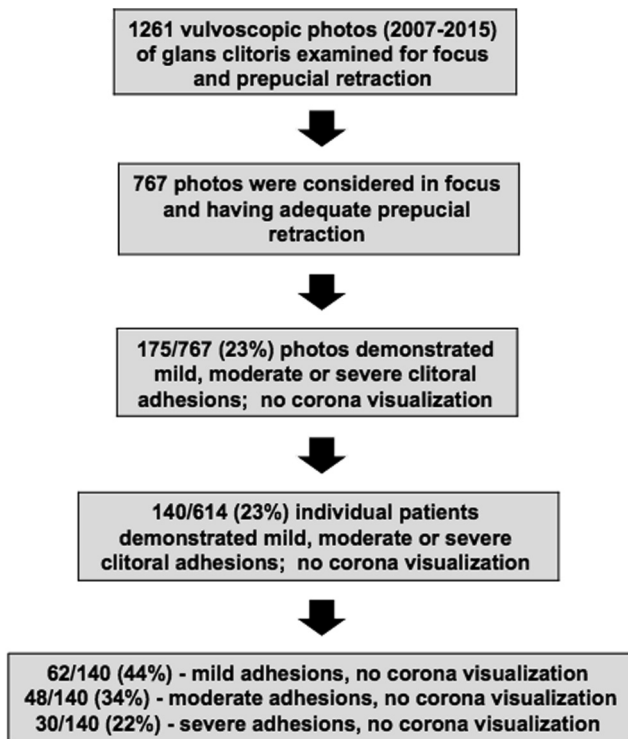 1261 vulvoscopic photos (2007-2015)
of glans clitoris examined for focus
and prepucial retraction
767 photos were considered in focus
and having adequate prepucial
retraction
175/767 (23%) photos demonstrated
mild, moderate or severe clitoral
adhesions; no corona visualization
140/614 (23%) individual patients
demonstrated mild, moderate or severe
clitoral adhesions; no corona visualization
62/140 (44%) - mild adhesions, no corona visualization
48/140 (34%) - moderate adhesions, no corona visualization
30/140 (22%) - severe adhesions, no corona visualization